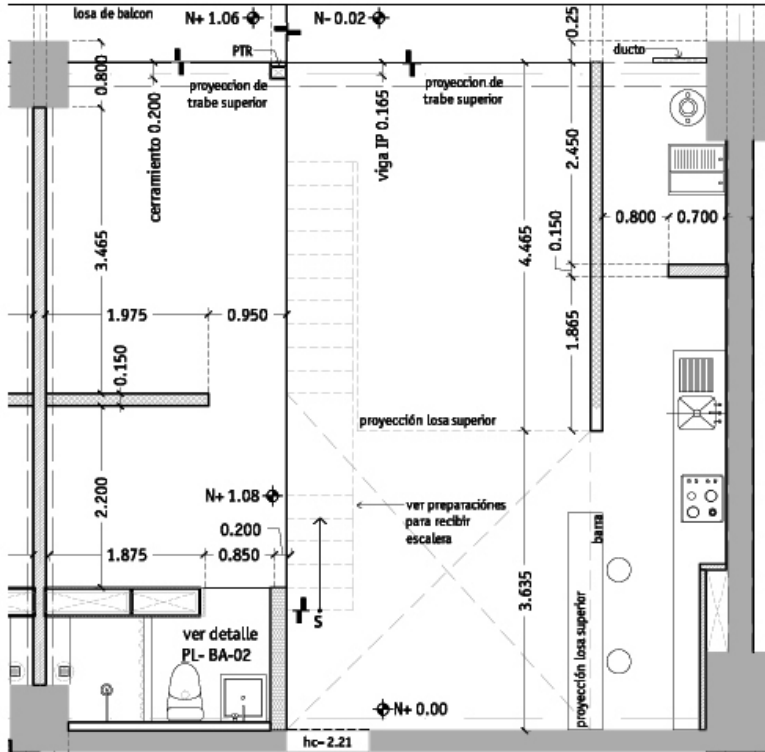 losa de balcon
N+ 1.06
N- 0.02
0.25
PTR
ducto
0.800
proyección de
trabe superior
proyeccion de
trabe superior
cerramiento 0.200
viga IP 0.165
2.450
3.465
4.465
0.150
0.800
0.700
1.975
0.950
1.865
0.150
proyección losa superior
2.200
N+ 1.08
ver preparaciónes
para recibir
escalera
0.200
barra
1.875
0.850
3.635
S
ver detalle
PL- BA-02
proyección losa superior
N+ 0.00
hc- 2.21